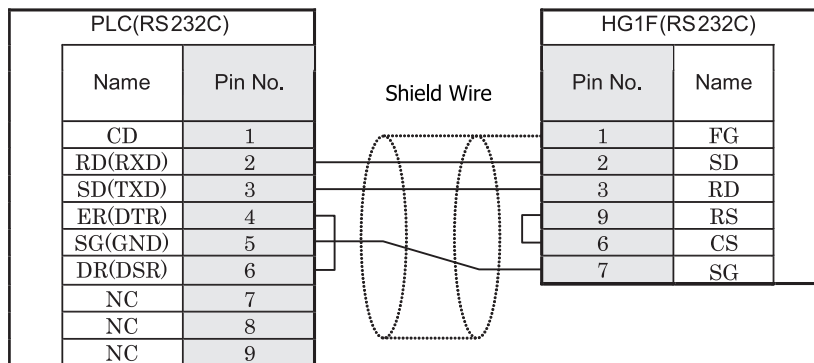 PLC(RS232C) HG1F(RS232C)
Name Pin No. Shield Wire Pin No. Name
CD 1 1 FG
RD(RXD) 2 2 SD
SD(TXD) 3 3 RD
ER(DTR) 4 9 RS
SG(GND) 5 6 CS
DR(DSR) 6 7 SG
NC 7
NC 8
NC 9